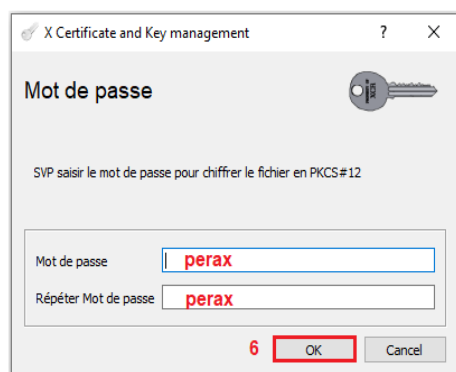 X Certificate and Key management ? X
Mot de passe
SVP saisir le mot de passe pour chiffrer le fichier en PKCS#12
Mot de passe perax
Répéter Mot de passe perax
6 OK Cancel